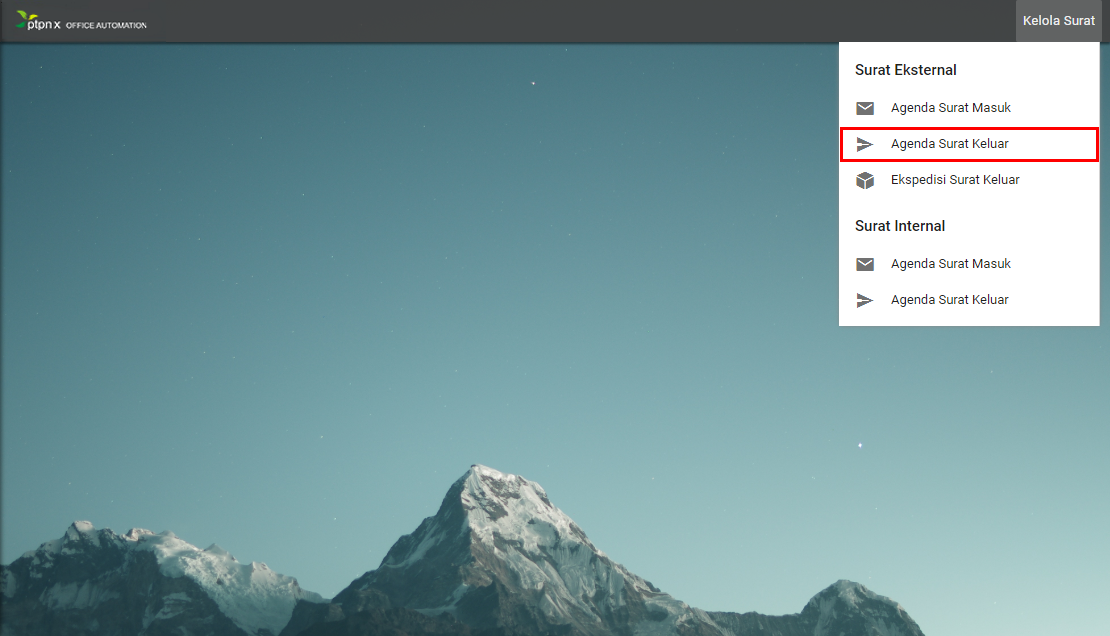 ptpn x OFFICE AUTOMATION
Kelola Surat
Surat Eksternal
Agenda Surat Masuk
Agenda Surat Keluar
Ekspedisi Surat Keluar
Surat Internal
Agenda Surat Masuk
Agenda Surat Keluar